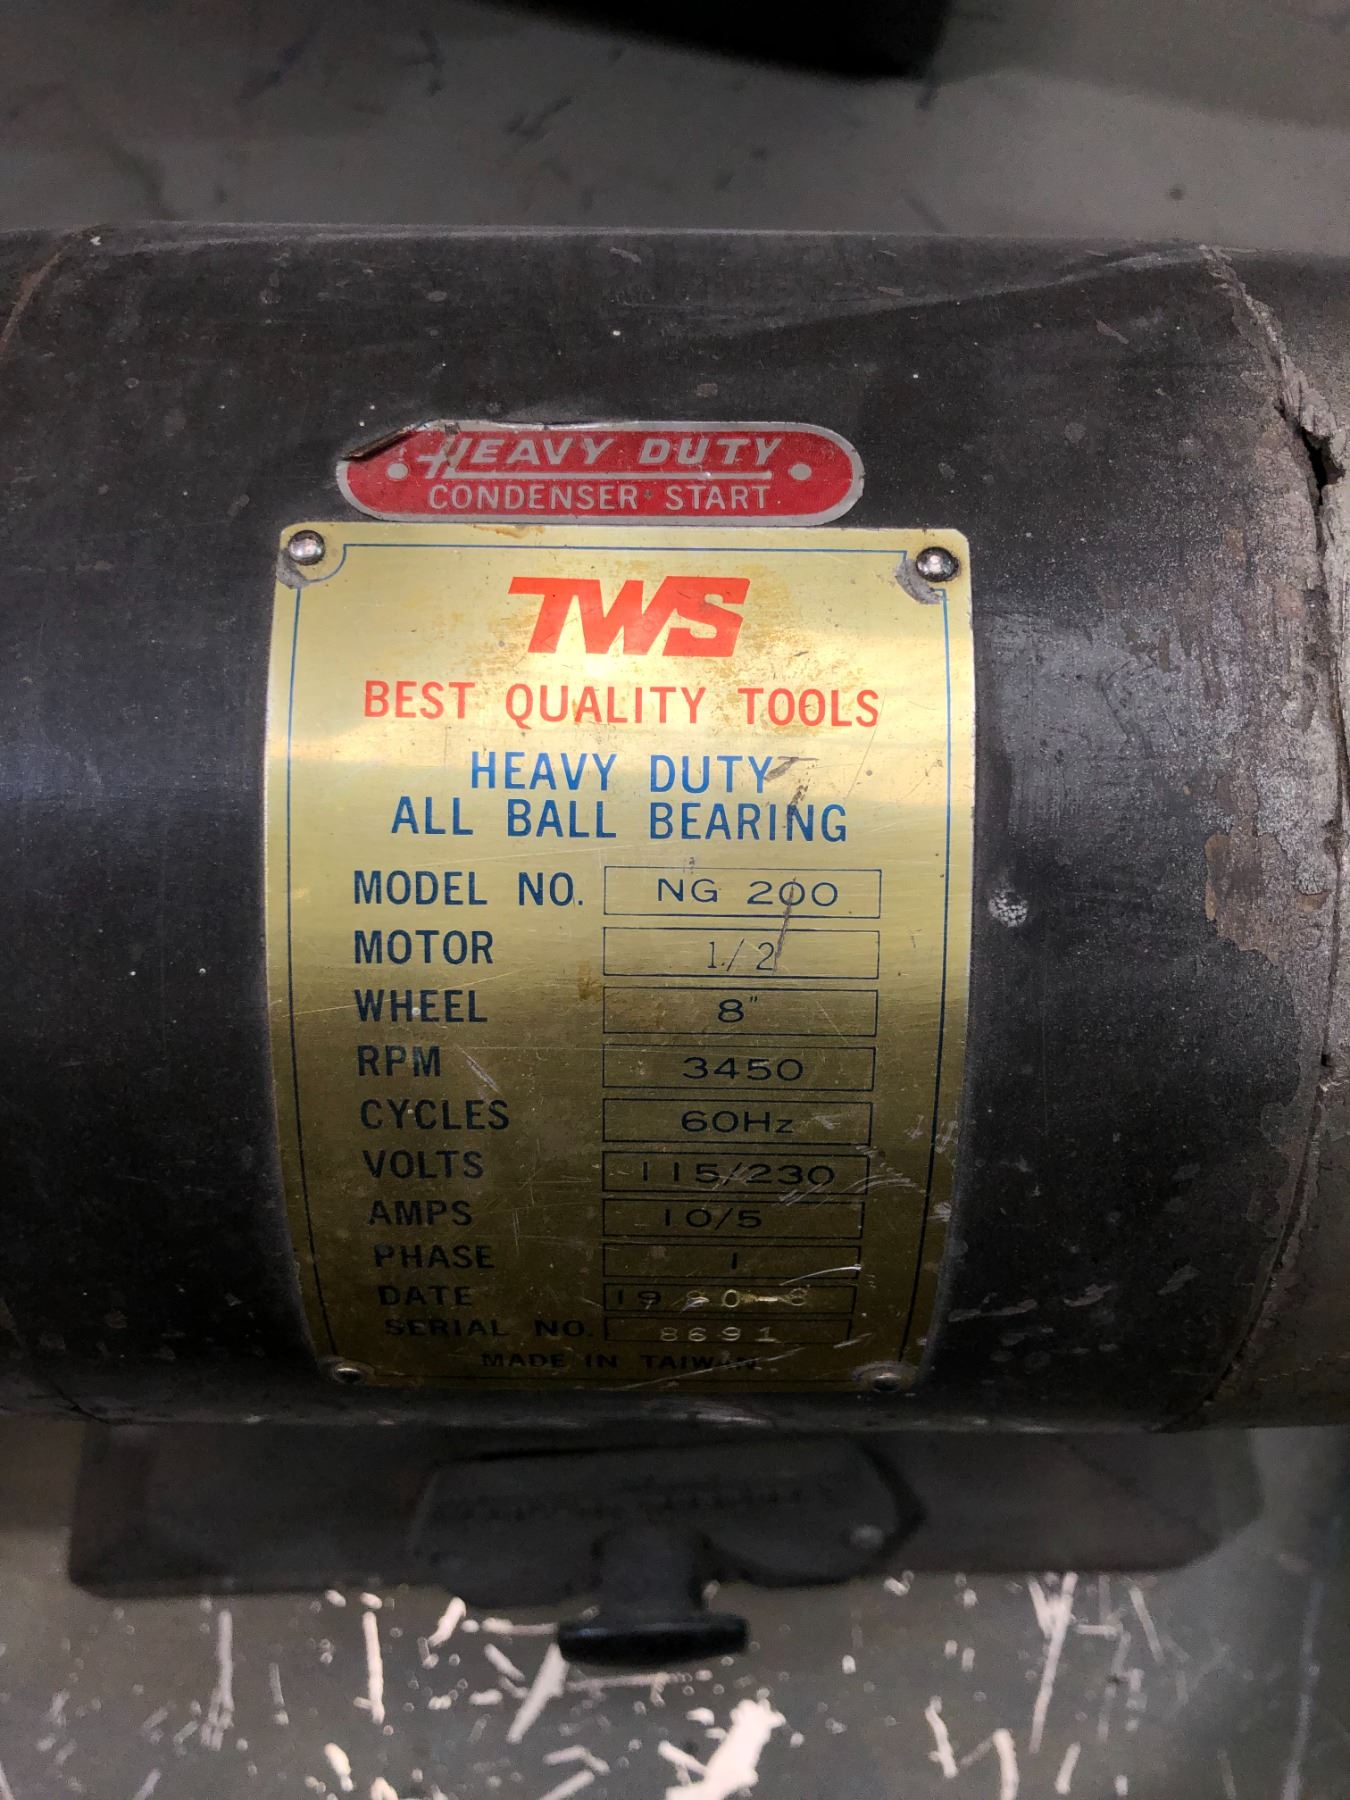 HEAVY DUTY
CONDENSER START
TWS
BEST QUALITY TOOLS
HEAVY DUTY
ALL BALL BEARING
MODEL NO. NG 200
MOTOR 1/2
WHEEL 8"
RPM 3450
CYCLES 60Hz
VOLTS 115/230
AMPS 10/5
PHASE 1
DATE
SERIAL NO. 8691
MADE IN TAIWAN